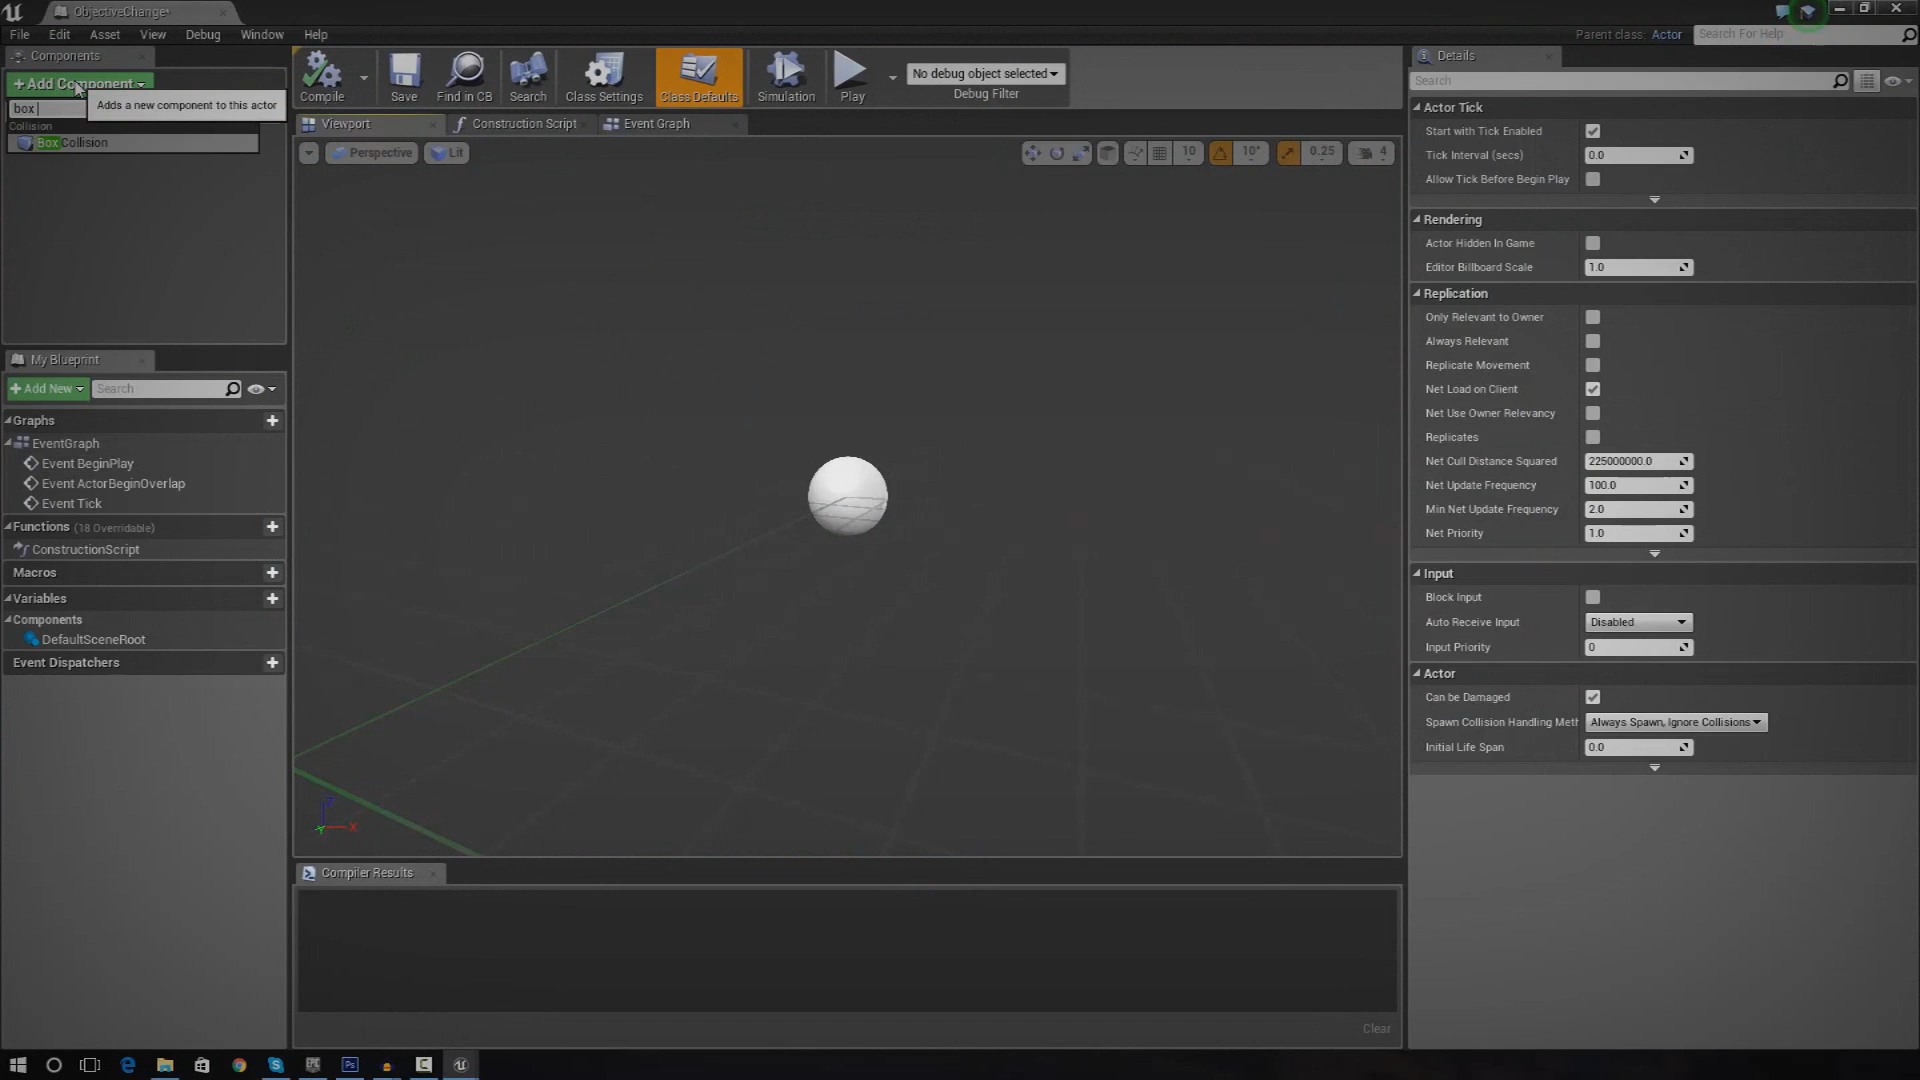 ObjectiveChange*
File Edit Asset View Debug Window Help
Parent class: Actor
Search For Help
Components
+ Add Component
box
Adds a new component to this actor
Collision
Box Collision
Compile
Save
Find in CB
Search
Class Settings
Class Defaults
Simulation
Play
No debug object selected
Debug Filter
Viewport
Construction Script
Event Graph
Perspective
Lit
10
10°
0.25
4
X
My Blueprint
+ Add New
Search
Graphs
EventGraph
Event BeginPlay
Event ActorBeginOverlap
Event Tick
Functions (18 Overridable)
ConstructionScript
Macros
Variables
Components
DefaultSceneRoot
Event Dispatchers
Compiler Results
Clear
Details
Search
Actor Tick
Start with Tick Enabled
Tick Interval (secs) 0.0
Allow Tick Before Begin Play
Rendering
Actor Hidden In Game
Editor Billboard Scale 1.0
Replication
Only Relevant to Owner
Always Relevant
Replicate Movement
Net Load on Client
Net Use Owner Relevancy
Replicates
Net Cull Distance Squared 225000000.0
Net Update Frequency 100.0
Min Net Update Frequency 2.0
Net Priority 1.0
Input
Block Input
Auto Receive Input Disabled
Input Priority 0
Actor
Can be Damaged
Spawn Collision Handling Meth Always Spawn, Ignore Collisions
Initial Life Span 0.0
EPIC
Ps